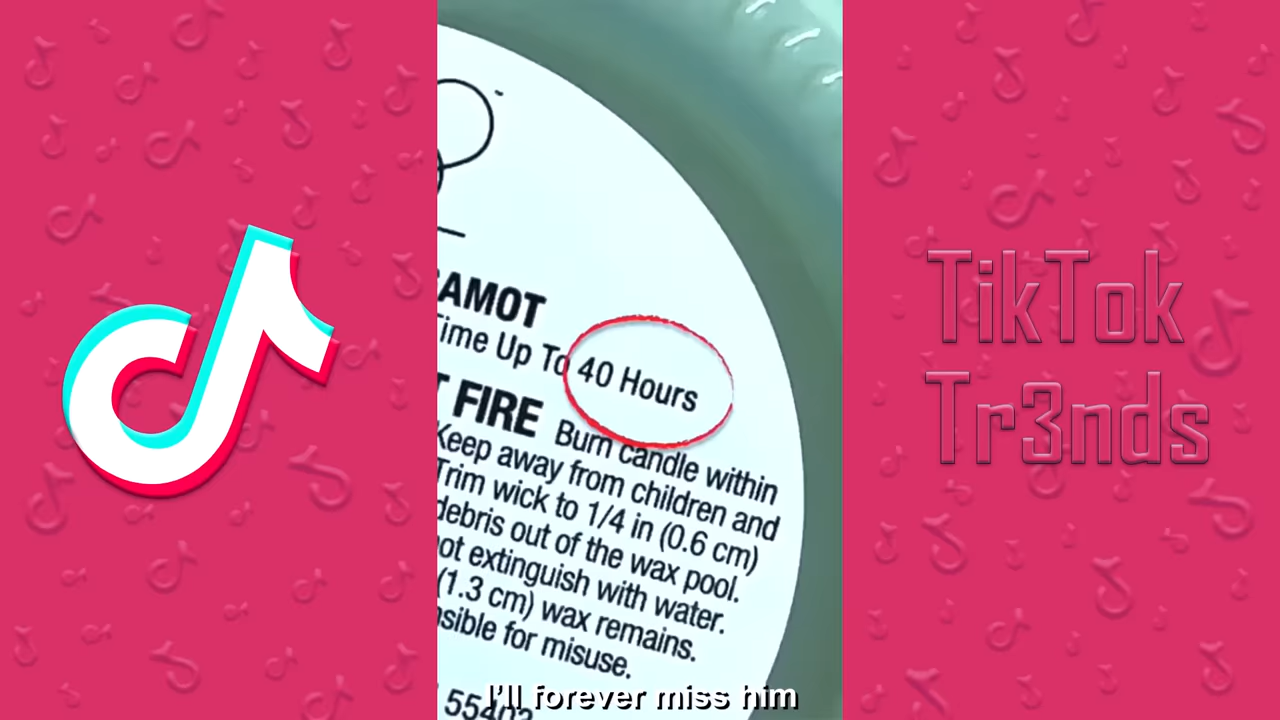 AMOT
ime Up To 40 Hours
T FIRE Burn candle within
Keep away from children and
Trim wick to 1/4 in (0.6 cm)
debris out of the wax pool.
ot extinguish with water.
(1.3 cm) wax remains.
sible for misuse.
55403
I'll forever miss him
TikTok
Tr3nds